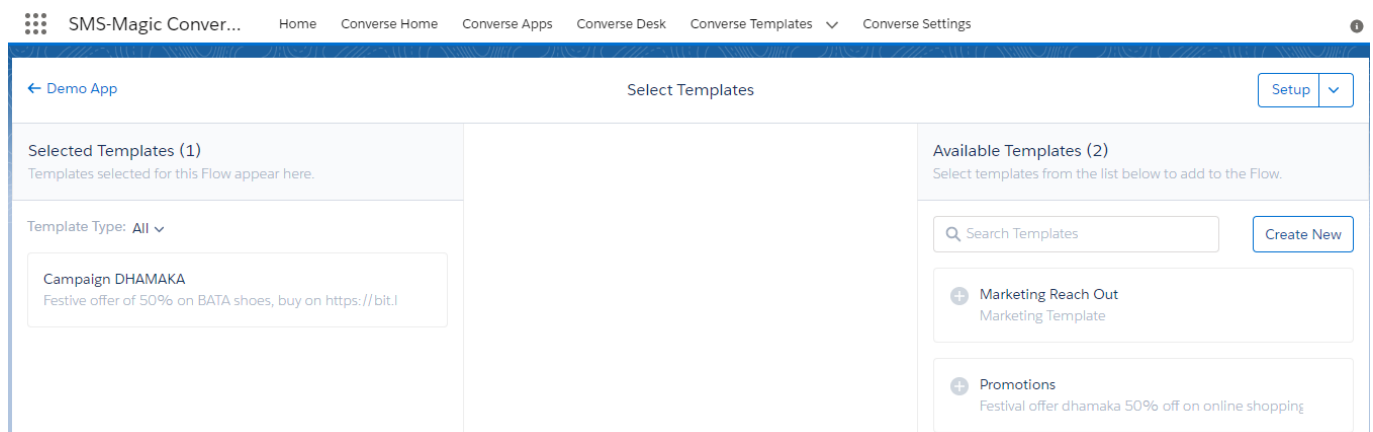 SMS-Magic Conver... Home Converse Home Converse Apps Converse Desk Converse Templates Converse Settings
Demo App
Select Templates
Setup
Selected Templates (1)
Templates selected for this Flow appear here.
Template Type: All
Campaign DHAMAKA
Festive offer of 50% on BATA shoes, buy on https://bit.l
Available Templates (2)
Select templates from the list below to add to the Flow.
Search Templates
Create New
Marketing Reach Out
Marketing Template
Promotions
Festival offer dhamaka 50% off on online shopping